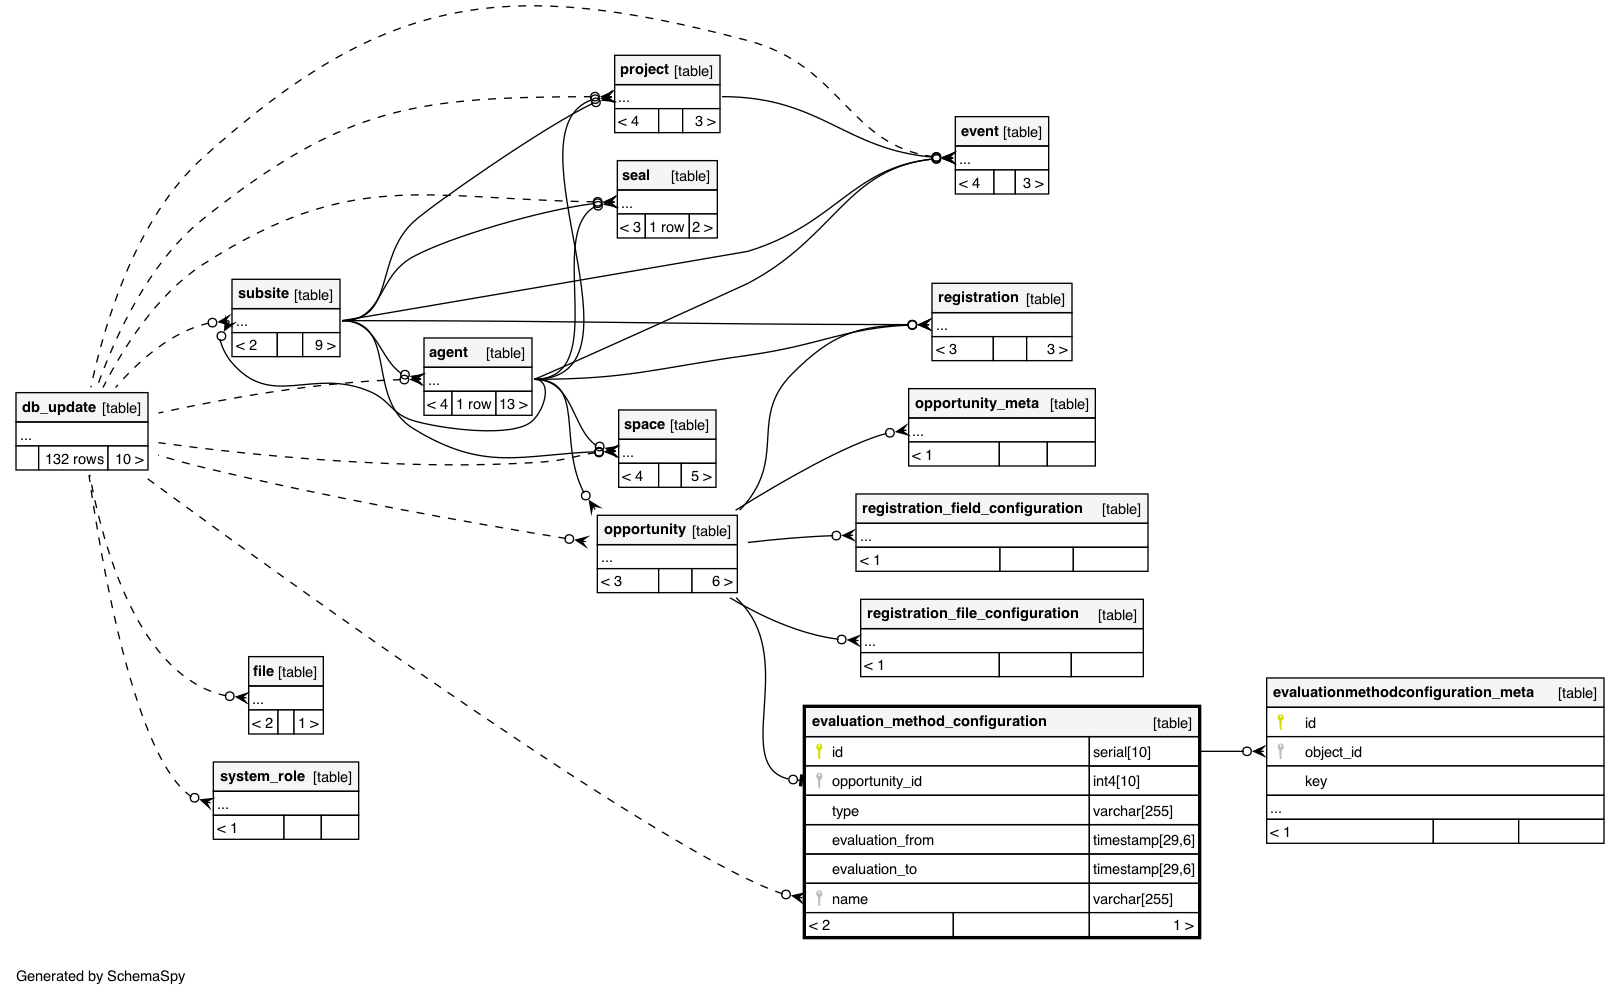 project [table]
...
< 4 3 >
event [table]
...
< 4 3 >
seal [table]
...
< 3 1 row 2 >
subsite [table]
...
< 2 9 >
registration [table]
...
< 3 3 >
agent [table]
...
< 4 1 row 13 >
db_update [table]
...
132 rows 10 >
opportunity_meta [table]
...
< 1
space [table]
...
< 4 5 >
registration_field_configuration [table]
...
< 1
opportunity [table]
...
< 3 6 >
registration_file_configuration [table]
...
< 1
file [table]
...
< 2 1 >
evaluationmethodconfiguration_meta [table]
id
object_id
key
...
< 1
evaluation_method_configuration [table]
id serial[10]
opportunity_id int4[10]
type varchar[255]
evaluation_from timestamp[29,6]
evaluation_to timestamp[29,6]
name varchar[255]
< 2 1 >
system_role [table]
...
< 1
Generated by SchemaSpy